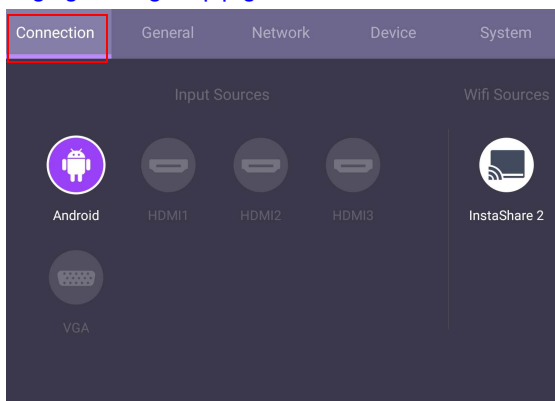 Connection General Network Device System
Input Sources Wifi Sources
Android HDMI1 HDMI2 HDMI3 InstaShare 2
VGA